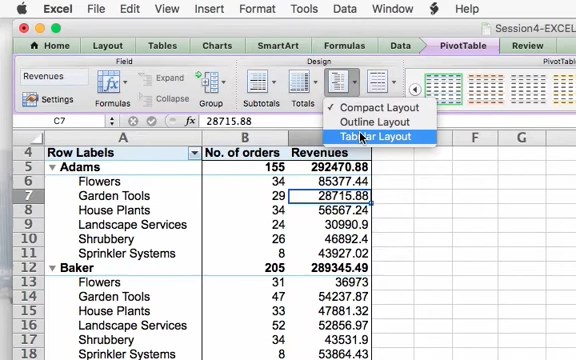 Excel File Edit View Insert Format Tools Data Window Help
Session4-EXCEL
Home Layout Tables Charts SmartArt Formulas Data PivotTable Review
Field Design PivotTable
Revenues Expand
Settings Collapse Group Subtotals Totals
Compact Layout
Outline Layout
Tabular Layout
C7 fx 28715.88
A F G
4 Row Labels No. of orders Revenues
5 Adams 155 292470.88
6 Flowers 34 85377.44
7 Garden Tools 29 28715.88
8 House Plants 34 56567.24
9 Landscape Services 24 30990.9
10 Shrubbery 26 46892.4
11 Sprinkler Systems 8 43927.02
12 Baker 205 289345.49
13 Flowers 31 36973
14 Garden Tools 47 54237.87
15 House Plants 33 47881.32
16 Landscape Services 52 52856.97
17 Shrubbery 34 43531.9
18 Sprinkler Systems 8 53864.43